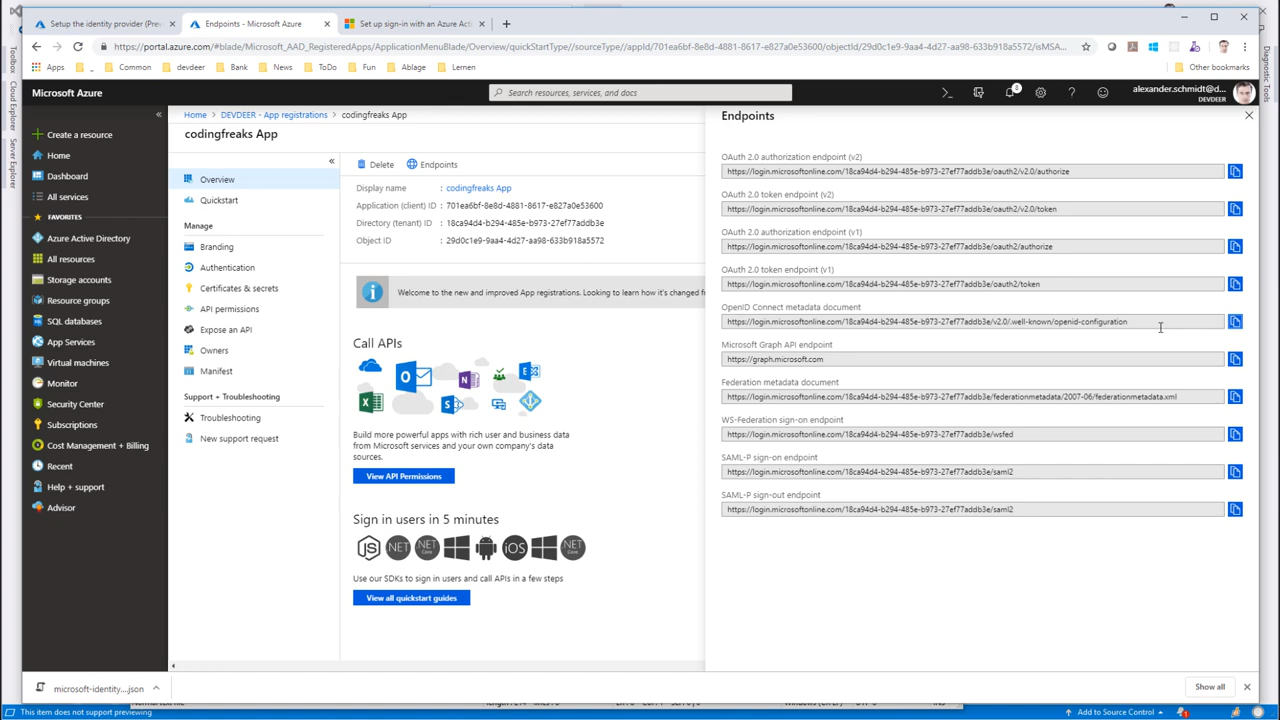 Setup the identity provider (Prev
Endpoints - Microsoft Azure
Set up sign-in with an Azure Acti
https://portal.azure.com/#blade/Microsoft_AAD_RegisteredApps/ApplicationMenuBlade/Overview/quickStartType//sourceType//appId/701ea6bf-8e8d-4881-8617-e827a0e53600/objectId/29d0c1e9-9aa4-4d27-aa98-633b918a5572/isMSA...
Apps
Common
devdeer
Bank
News
ToDo
Fun
Ablage
Lernen
Other bookmarks
Toolbox
Cloud Explorer
Server Explorer
Diagnostic Tools
Microsoft Azure
Search resources, services, and docs
alexander.schmidt@d...
DEVDEER
Create a resource
Home
Dashboard
All services
FAVORITES
Azure Active Directory
All resources
Storage accounts
Resource groups
SQL databases
App Services
Virtual machines
Monitor
Security Center
Subscriptions
Cost Management + Billing
Recent
Help + support
Advisor
Home
DEVDEER - App registrations
codingfreaks App
codingfreaks App
Overview
Quickstart
Manage
Branding
Authentication
Certificates & secrets
API permissions
Expose an API
Owners
Manifest
Support + Troubleshooting
Troubleshooting
New support request
Delete
Endpoints
Display name : codingfreaks App
Application (client) ID : 701ea6bf-8e8d-4881-8617-e827a0e53600
Directory (tenant) ID : 18ca94d4-b294-485e-b973-27ef77addb3e
Object ID : 29d0c1e9-9aa4-4d27-aa98-633b918a5572
Welcome to the new and improved App registrations. Looking to learn how it's changed f
Call APIs
Build more powerful apps with rich user and business data
from Microsoft services and your own company's data
sources.
View API Permissions
Sign in users in 5 minutes
Use our SDKs to sign in users and call APIs in a few steps
View all quickstart guides
Endpoints
OAuth 2.0 authorization endpoint (v2)
https://login.microsoftonline.com/18ca94d4-b294-485e-b973-27ef77addb3e/oauth2/v2.0/authorize
OAuth 2.0 token endpoint (v2)
https://login.microsoftonline.com/18ca94d4-b294-485e-b973-27ef77addb3e/oauth2/v2.0/token
OAuth 2.0 authorization endpoint (v1)
https://login.microsoftonline.com/18ca94d4-b294-485e-b973-27ef77addb3e/oauth2/authorize
OAuth 2.0 token endpoint (v1)
https://login.microsoftonline.com/18ca94d4-b294-485e-b973-27ef77addb3e/oauth2/token
OpenID Connect metadata document
https://login.microsoftonline.com/18ca94d4-b294-485e-b973-27ef77addb3e/v2.0/.well-known/openid-configuration
Microsoft Graph API endpoint
https://graph.microsoft.com
Federation metadata document
https://login.microsoftonline.com/18ca94d4-b294-485e-b973-27ef77addb3e/federationmetadata/2007-06/federationmetadata.xml
WS-Federation sign-on endpoint
https://login.microsoftonline.com/18ca94d4-b294-485e-b973-27ef77addb3e/wsfed
SAML-P sign-on endpoint
https://login.microsoftonline.com/18ca94d4-b294-485e-b973-27ef77addb3e/saml2
SAML-P sign-out endpoint
https://login.microsoftonline.com/18ca94d4-b294-485e-b973-27ef77addb3e/saml2
microsoft-identity....json
Show all
This item does not support previewing
Add to Source Control